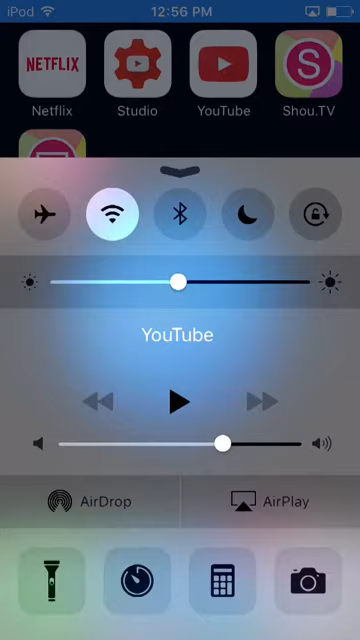 iPod 12:56 PM
NETFLIX
S
Netflix Studio YouTube Shou.TV
YouTube
AirDrop AirPlay